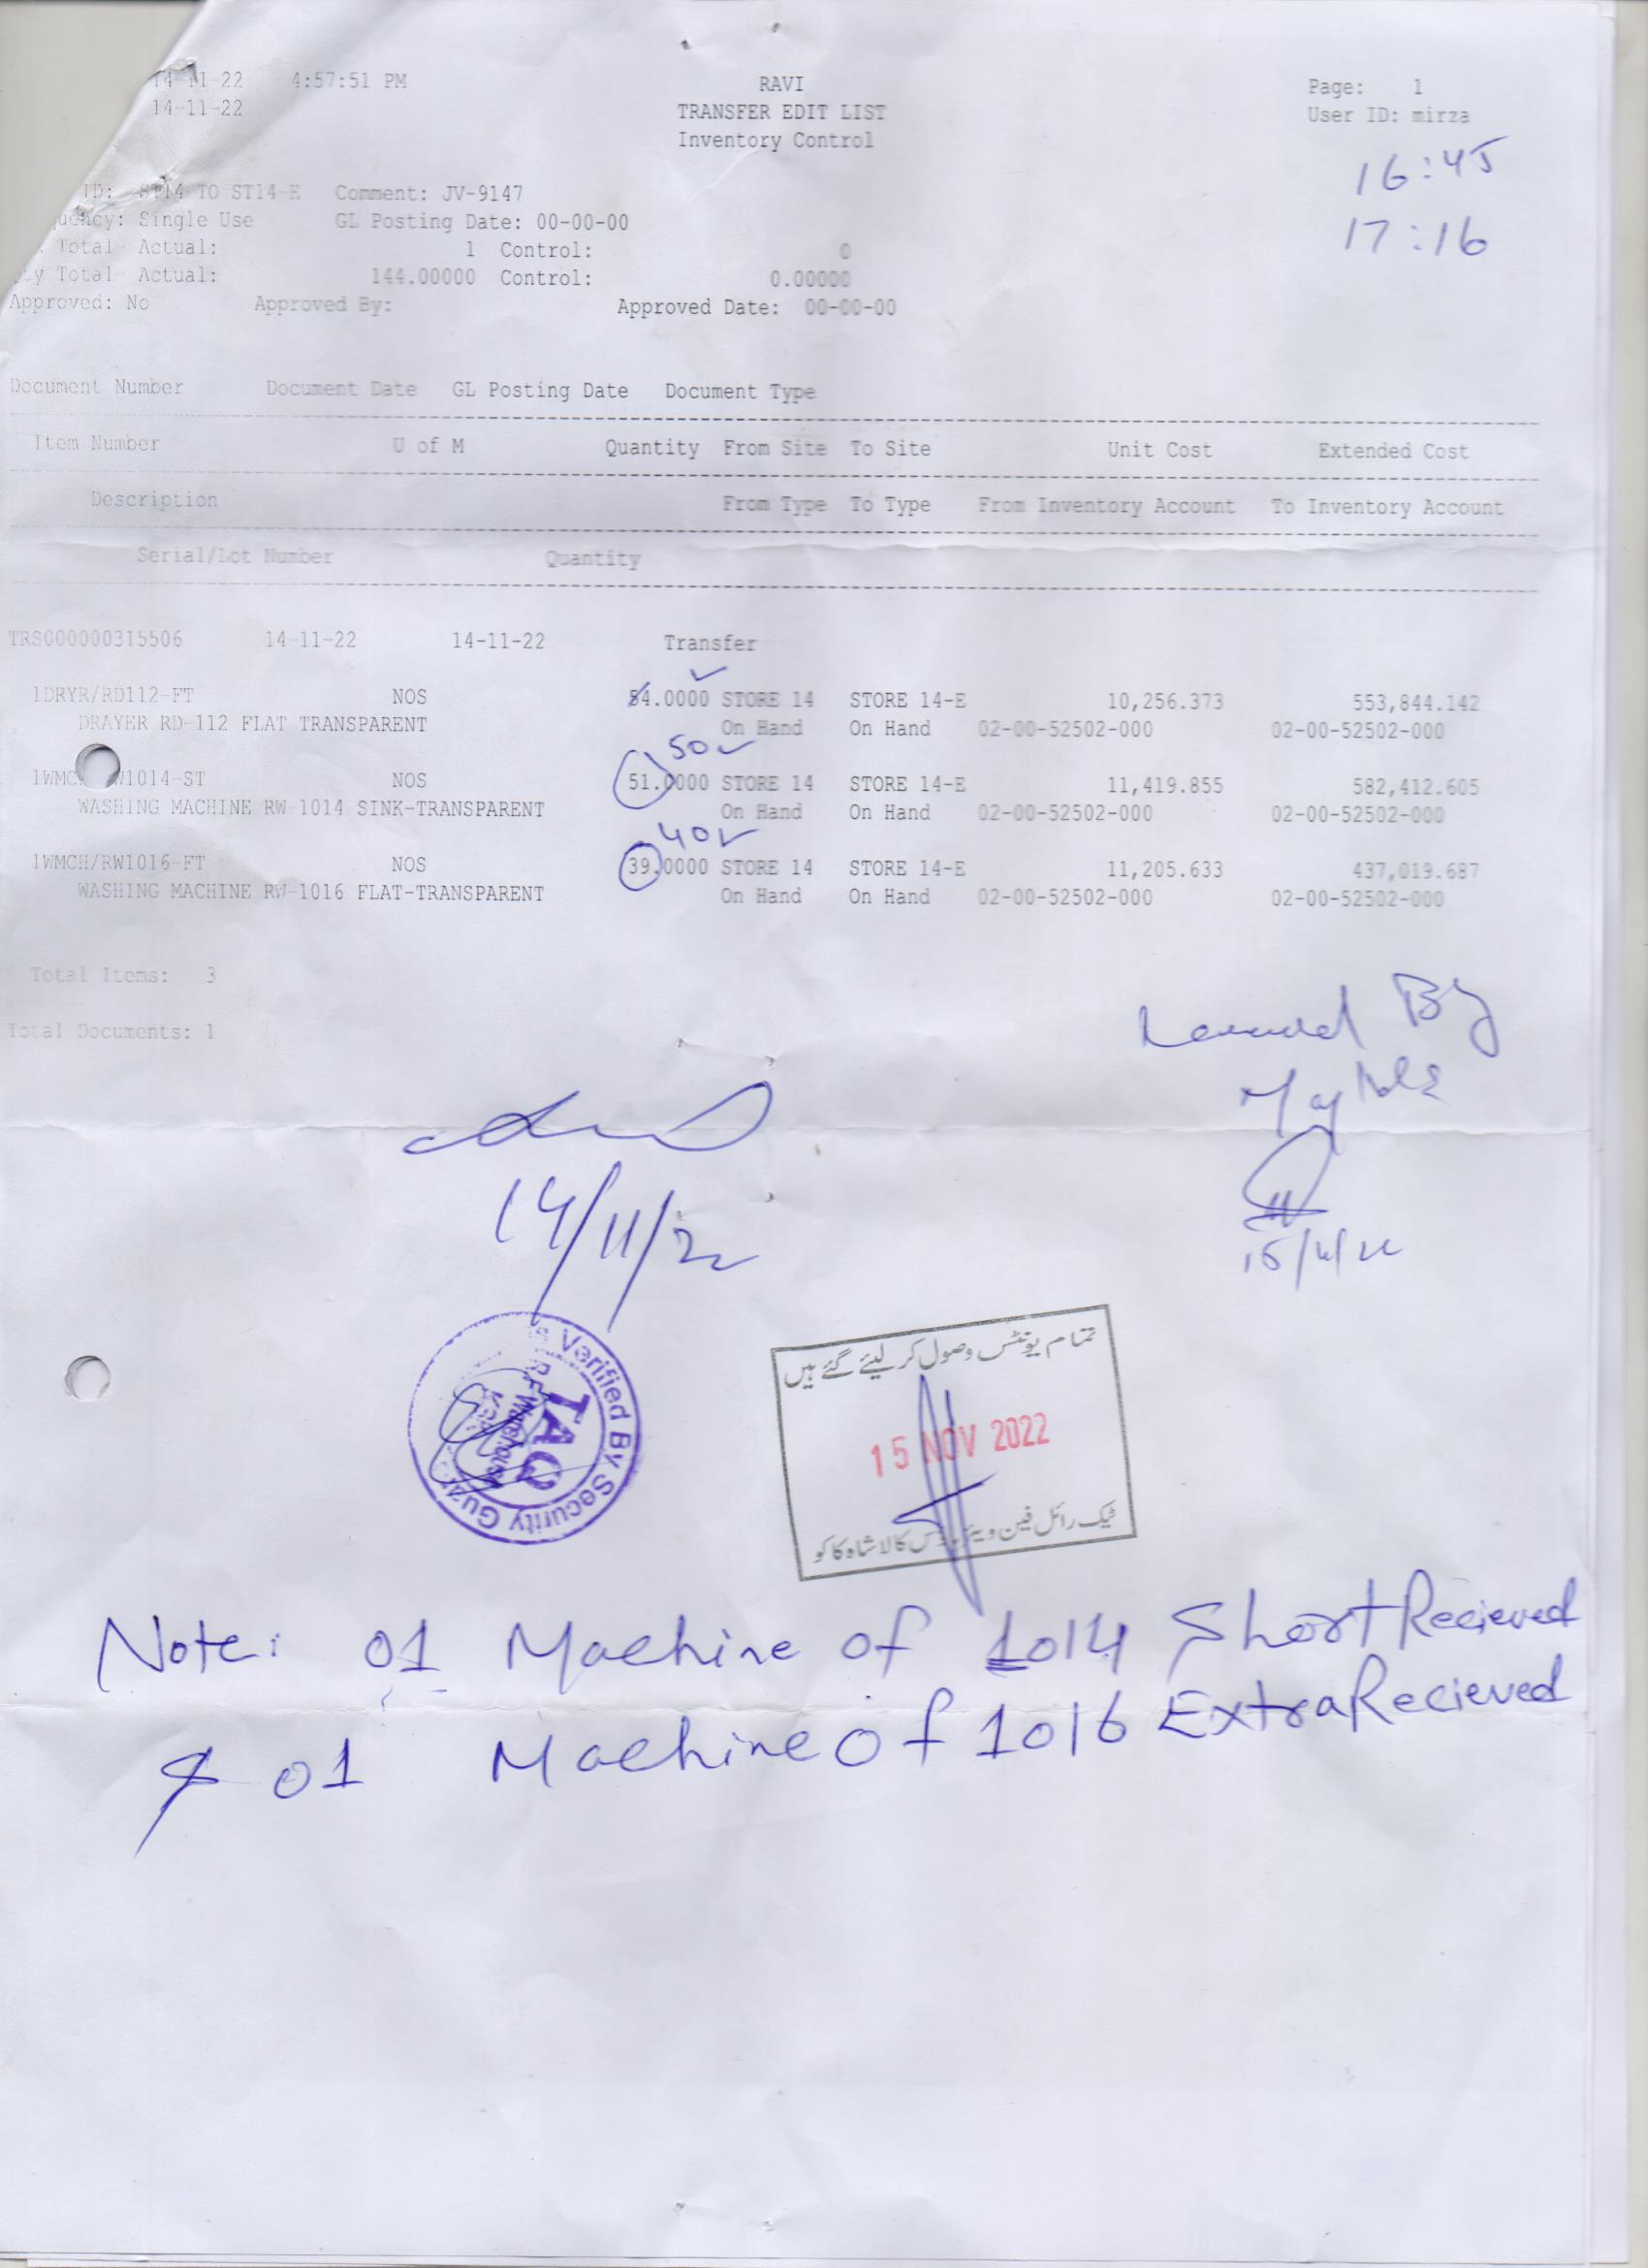 14-11-22 4:57:51 PM RAVI Page: 1
14-11-22 TRANSFER EDIT LIST User ID: mirza
Inventory Control
16:45
17:16
ID: ST14 TO ST14-E Comment: JV-9147
uency: Single Use GL Posting Date: 00-00-00
Total Actual: 1 Control: 0
y Total Actual: 144.00000 Control: 0.00000
Approved: No Approved By: Approved Date: 00-00-00
Document Number Document Date GL Posting Date Document Type
Item Number U of M Quantity From Site To Site Unit Cost Extended Cost
Description From Type To Type From Inventory Account To Inventory Account
Serial/Lot Number Quantity
TRS000000315506 14-11-22 14-11-22 Transfer
1DRYR/RD112-FT NOS 54.0000 STORE 14 STORE 14-E 10,256.373 553,844.142
DRAYER RD-112 FLAT TRANSPARENT On Hand On Hand 02-00-52502-000 02-00-52502-000
50
1WMC W1014-ST NOS 51.0000 STORE 14 STORE 14-E 11,419.855 582,412.605
WASHING MACHINE RW-1014 SINK-TRANSPARENT On Hand On Hand 02-00-52502-000 02-00-52502-000
40
1WMCH/RW1016-FT NOS 39.0000 STORE 14 STORE 14-E 11,205.633 437,019.687
WASHING MACHINE RW-1016 FLAT-TRANSPARENT On Hand On Hand 02-00-52502-000 02-00-52502-000
Total Items: 3
Total Documents: 1
By
14/11/22
15/11/22
Verified By Security Guard
TAQ
R.F Warehouse
تمام یونٹس وصول کر لیئے گئے ہیں
15 NOV 2022
ٹیک رائل فین ویئر ہاؤس کالا شاہ کاکو
Note: 01 Machine of 1014 Short Recieved
& 01 Machine of 1016 Extra Recieved